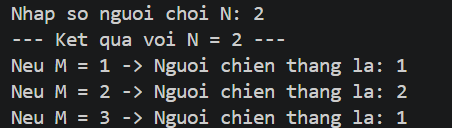 Nhap so nguoi choi N: 2
--- Ket qua voi N = 2 ---
Neu M = 1 -> Nguoi chien thang la: 1
Neu M = 2 -> Nguoi chien thang la: 2
Neu M = 3 -> Nguoi chien thang la: 1